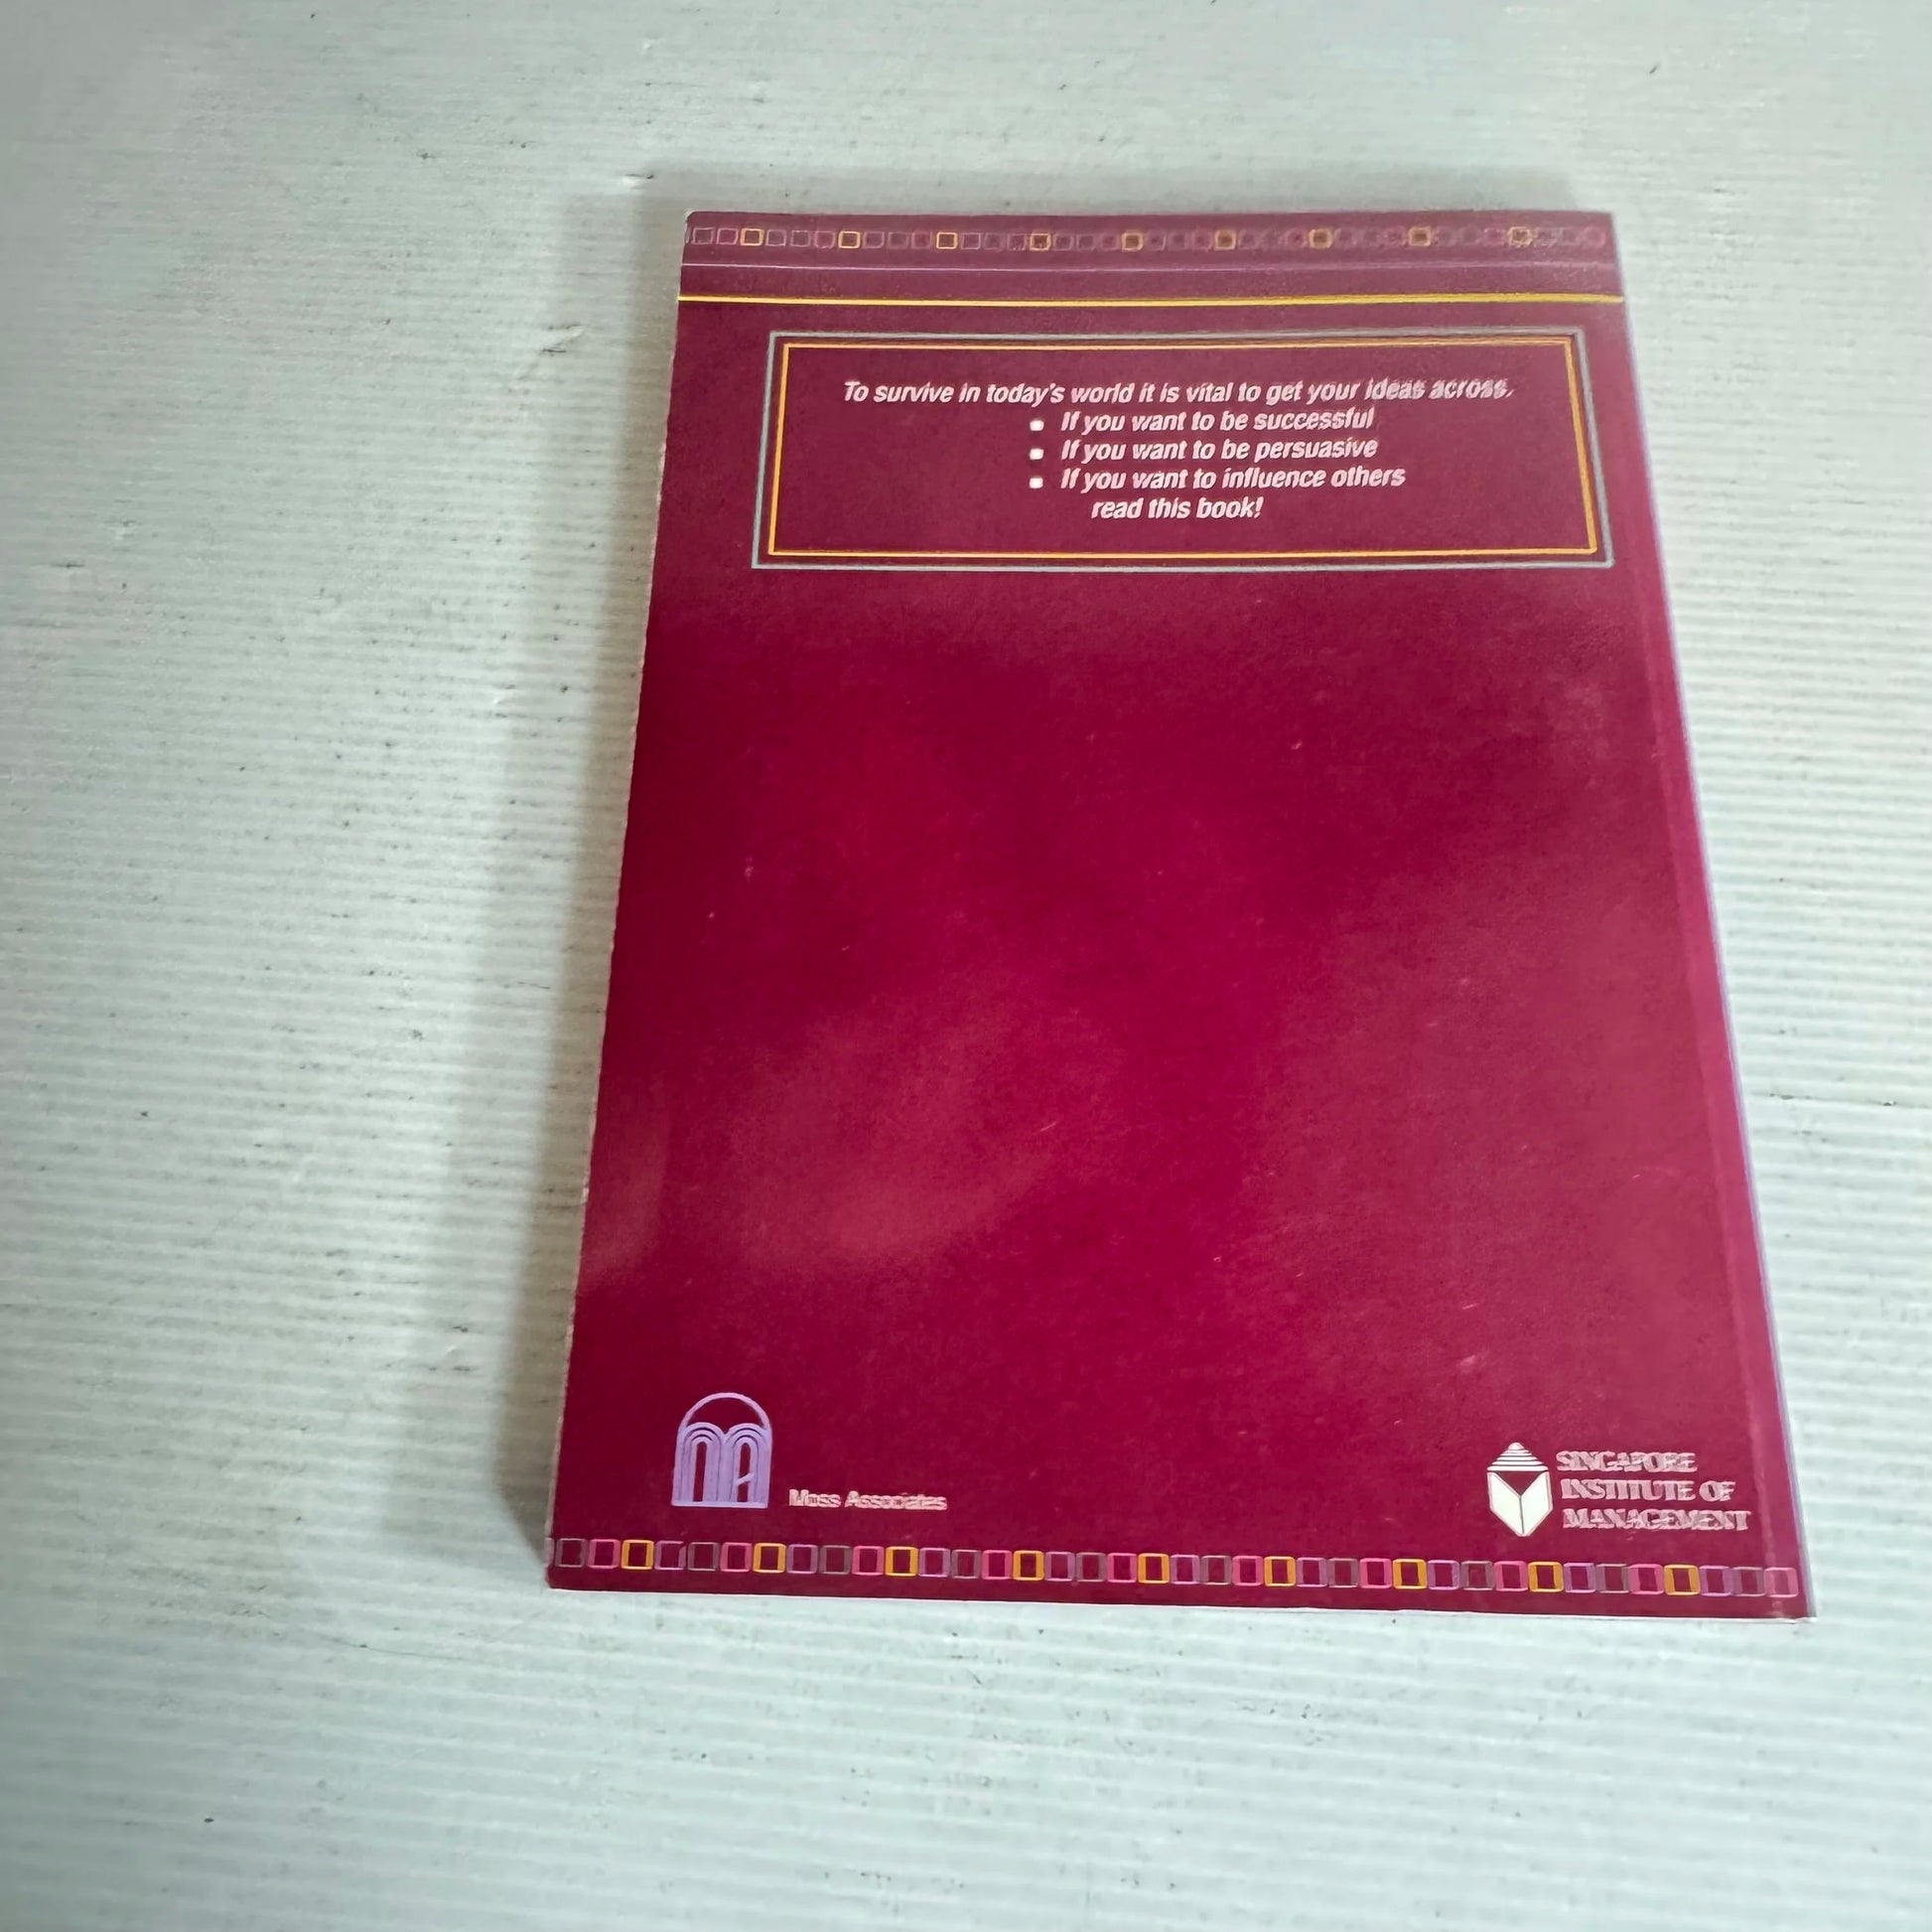 To survive in today's world it is vital to get your ideas across.
▪ If you want to be successful
▪ If you want to be persuasive
▪ If you want to influence others
read this book!
MA
Moss Associates
SINGAPORE
INSTITUTE OF
MANAGEMENT